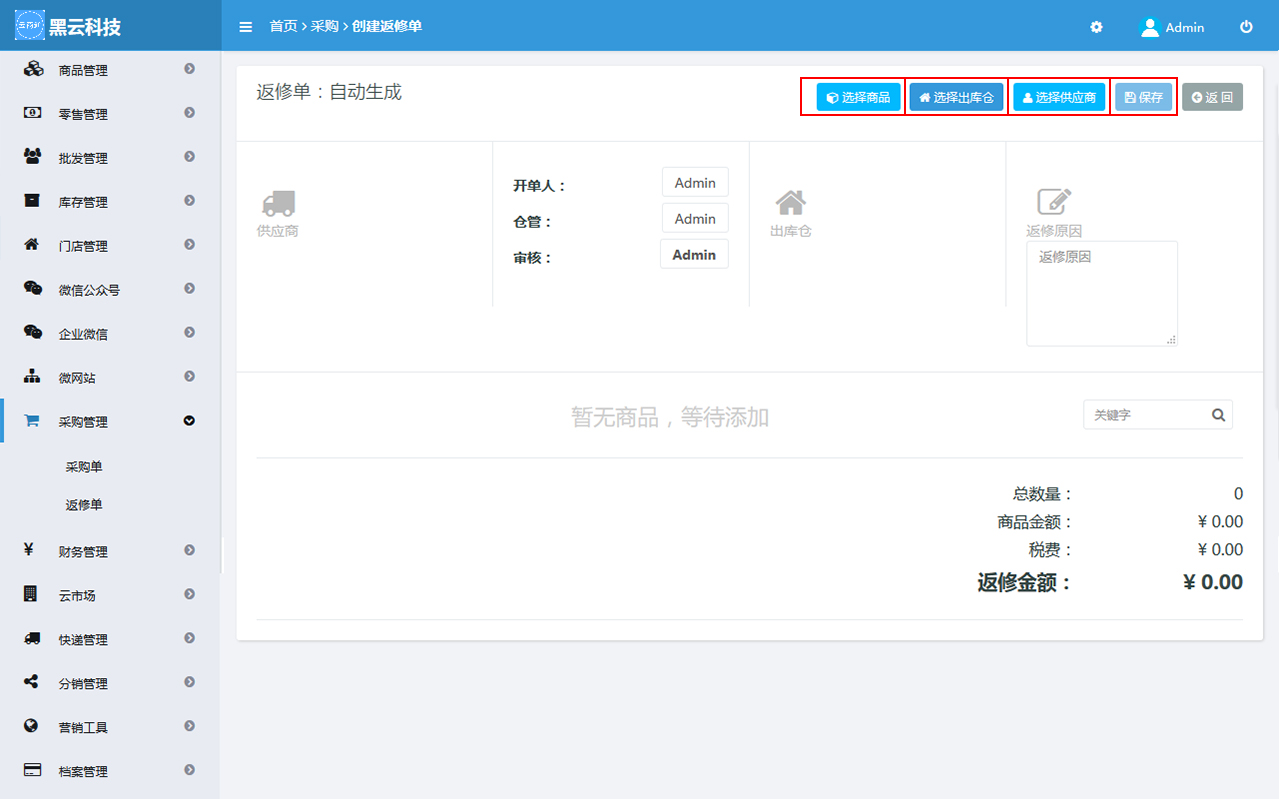 黑云科技
首页 采购 创建返修单
Admin
商品管理
零售管理
批发管理
库存管理
门店管理
微信公众号
企业微信
微网站
采购管理
采购单
返修单
财务管理
云市场
快递管理
分销管理
营销工具
档案管理
返修单：自动生成
选择商品 选择出库仓 选择供应商 保存 返 回
供应商
开单人： Admin
仓管： Admin
审核： Admin
出库仓
返修原因
返修原因
暂无商品，等待添加
关键字
总数量： 0
商品金额： ¥ 0.00
税费： ¥ 0.00
返修金额： ¥ 0.00